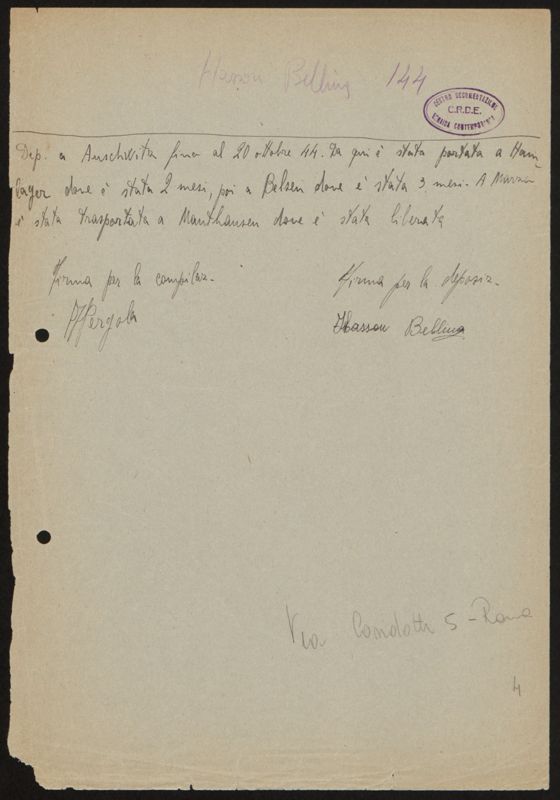 Hasson Bellina 144
CENTRO DOCUMENTAZIONE
C.R.D.E.
EBRAICA CONTEMPORANEA
Dep. a Auschwitz fino al 20 ottobre 44. Da qui è stata portata a Ham
lager dove è stata 2 mesi, poi a Belsen dove è stata 3 mesi. A Marzo
è stata trasportata a Mauthausen dove è stata liberata
Firma per la compilaz.
Firma per la deposiz.
Pergola
Hasson Bellina
Via Condotti 5 - Roma
4